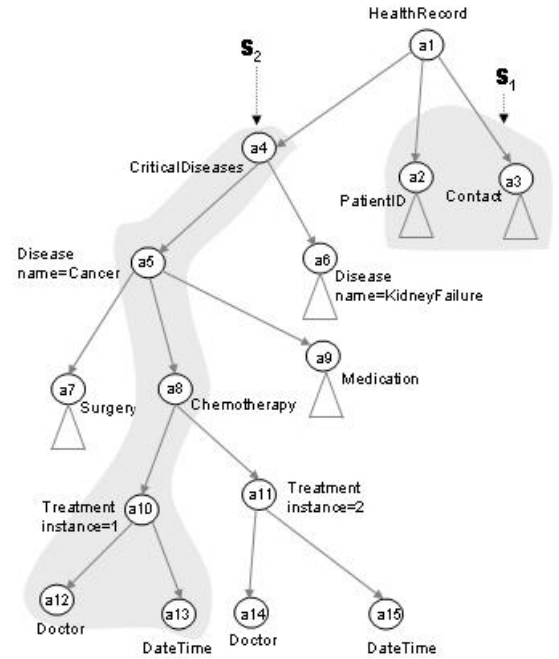 HealthRecord
a1
S2
S1
a4
CriticalDiseases
a2
a3
PatientID
Contact
Disease
name=Cancer
a5
a6
Disease
name=KidneyFailure
a7
Surgery
a8
Chemotherapy
a9
Medication
Treatment
instance=1
a10
a11
Treatment
instance=2
a12
Doctor
a13
DateTime
a14
Doctor
a15
DateTime